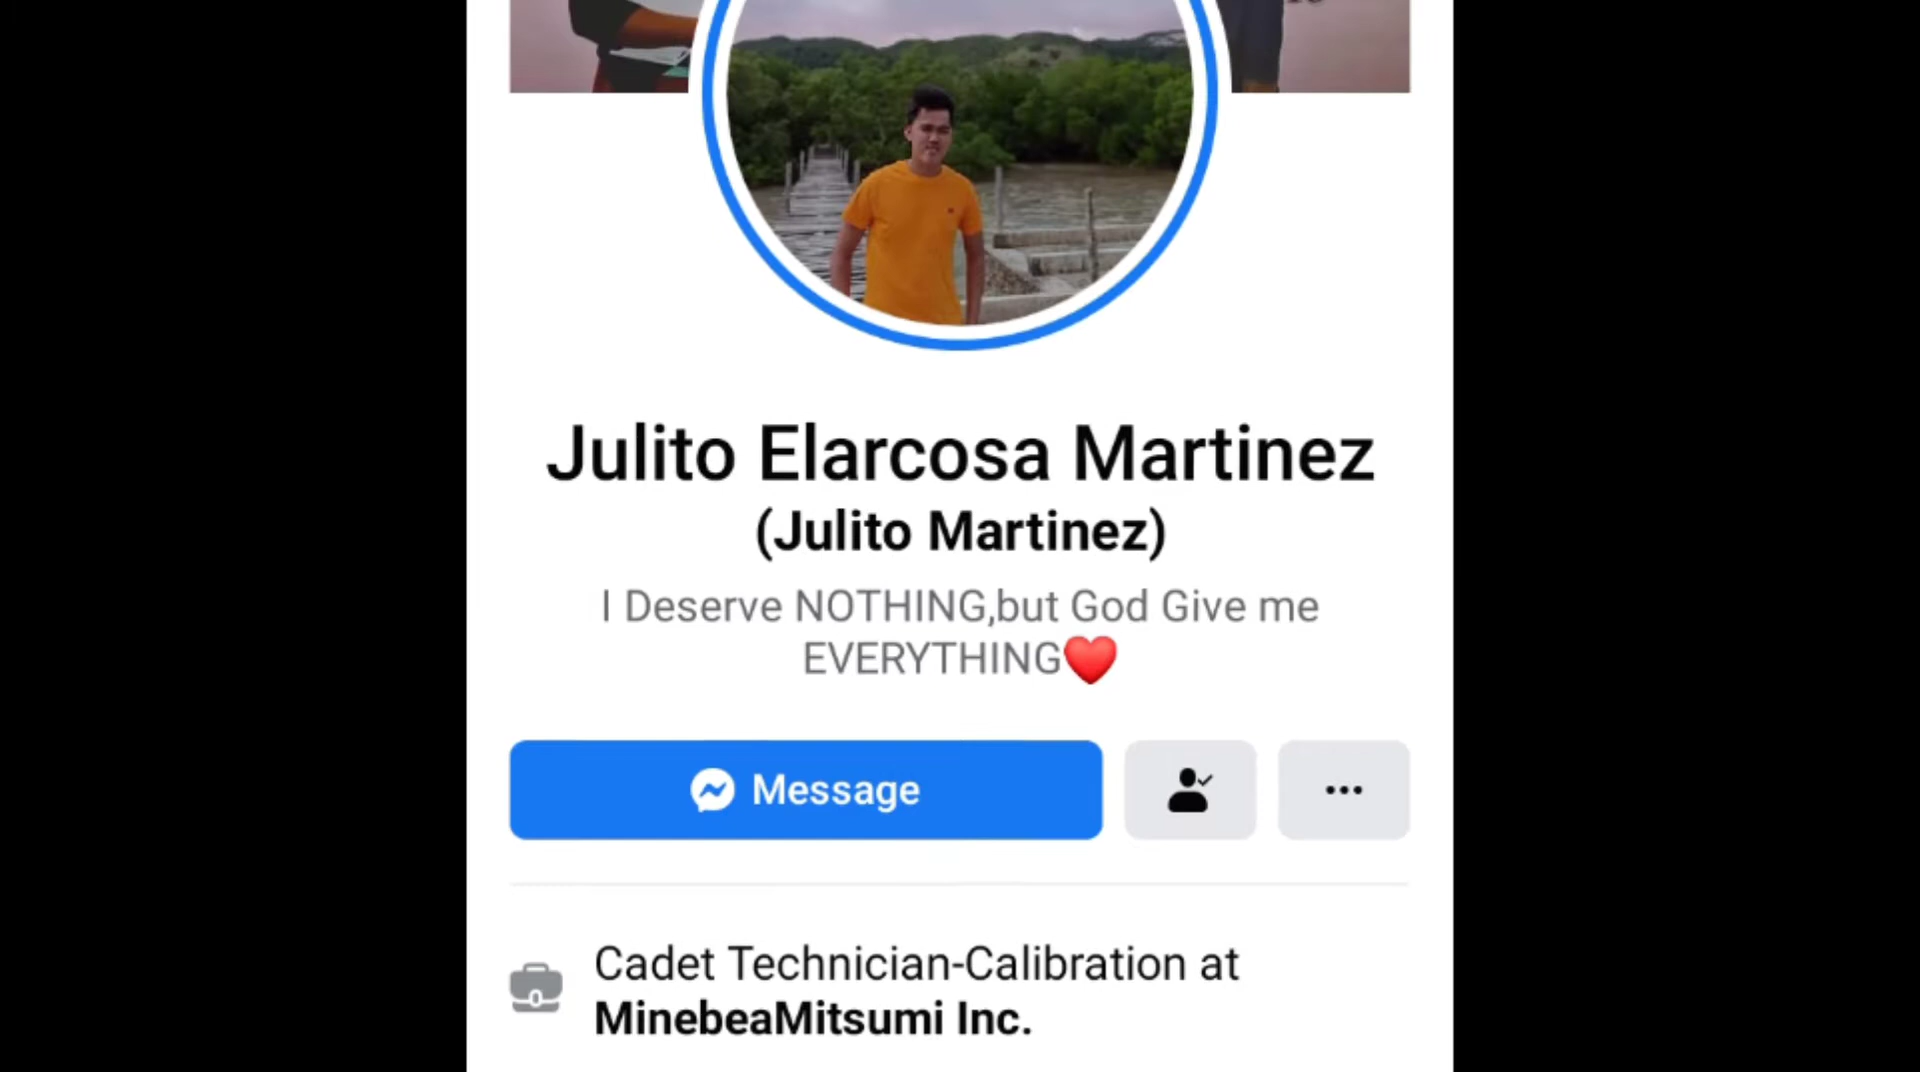 Julito Elarcosa Martinez
(Julito Martinez)
I Deserve NOTHING,but God Give me
EVERYTHING❤️
Message
Cadet Technician-Calibration at
MinebeaMitsumi Inc.